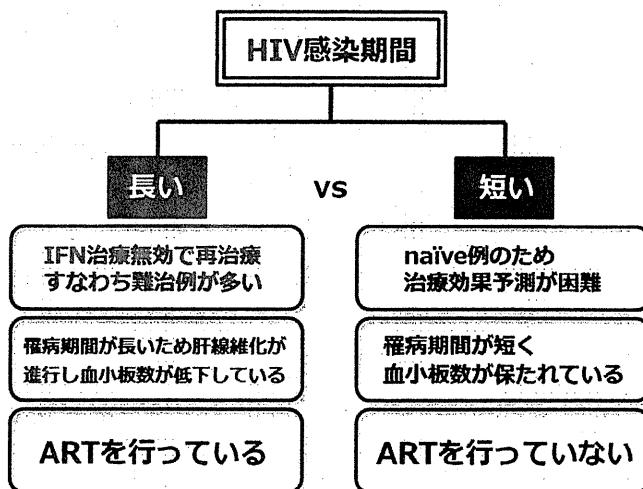 HIV感染期間
長い
vs
短い
IFN治療無効で再治療
すなわち難治例が多い
naïve例のため
治療効果予測が困難
罹病期間が長いため肝線維化が
進行し血小板数が低下している
罹病期間が短く
血小板数が保たれている
ARTを行っている
ARTを行っていない